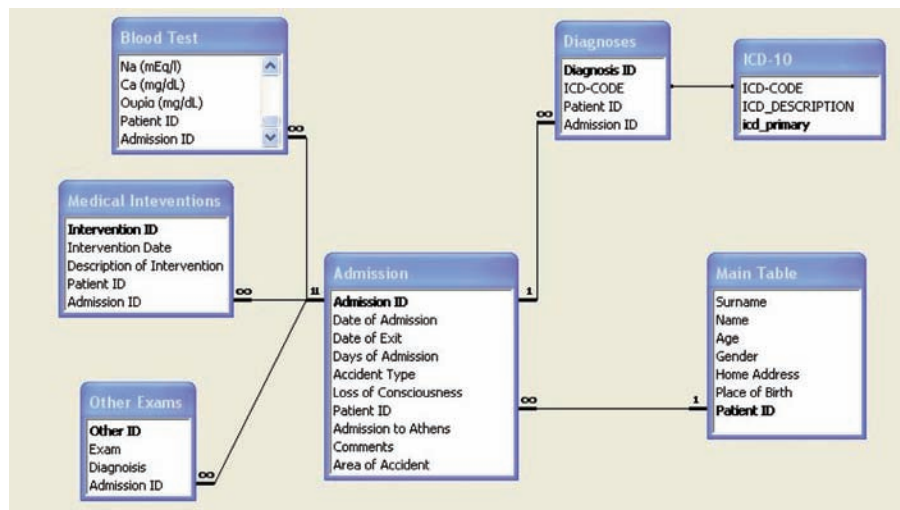 Blood Test
Na (mEq/l)
Ca (mg/dL)
Oupia (mg/dL)
Patient ID
Admission ID
∞
Diagnoses
Diagnosis ID
ICD-CODE
Patient ID
Admission ID
∞
ICD-10
ICD-CODE
ICD_DESCRIPTION
icd_primary
Medical Inteventions
Intervention ID
Intervention Date
Description of Intervention
Patient ID
Admission ID
∞
Admission
Admission ID
Date of Admission
Date of Exit
Days of Admission
Accident Type
Loss of Consciousness
Patient ID
Admission to Athens
Comments
Area of Accident
1
∞
Main Table
Surname
Name
Age
Gender
Home Address
Place of Birth
Patient ID
1
Other Exams
Other ID
Exam
Diagnoisis
Admission ID
∞